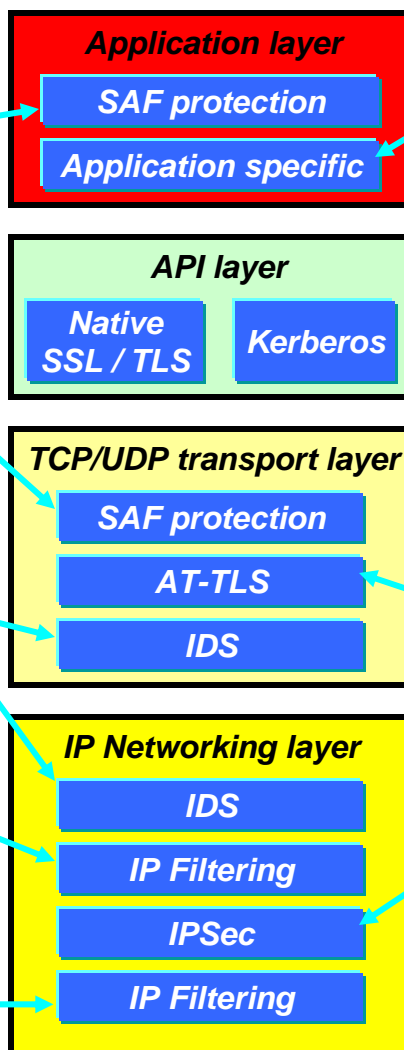 Application layer
SAF protection
Application specific
API layer
Native
SSL / TLS
Kerberos
TCP/UDP transport layer
SAF protection
AT-TLS
IDS
IP Networking layer
IDS
IP Filtering
IPSec
IP Filtering